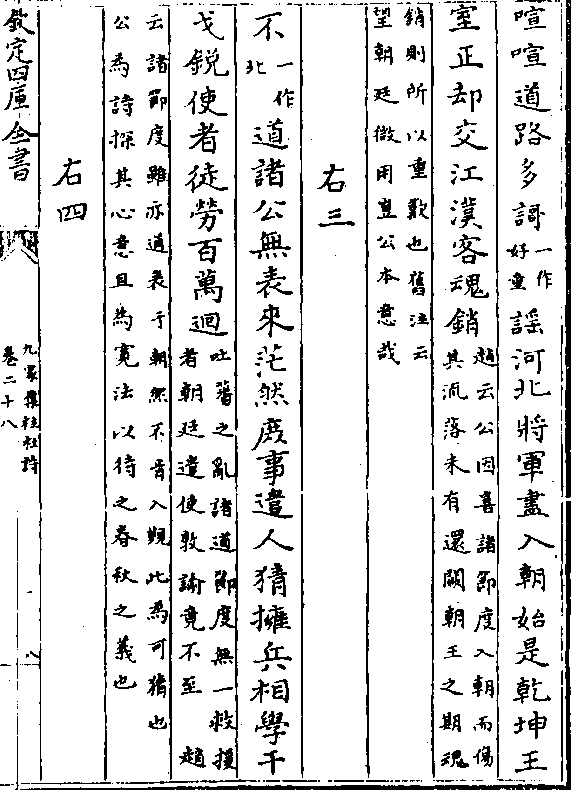 喧喧道路多謌一作好童謡河北將軍盡入朝始是乾坤王
室正却交江漢客魂銷趙云公因喜諸節度入朝而傷
其流落未有還闕朝王之期魂
銷則所以重歎也舊注云
望朝廷徴用豈公本意哉
右三
不一作北道諸公無表來茫然庶事遣人猜擁兵相學干
戈鋭使者徒勞百萬迴吐蕃之亂諸道節度無一救援
者朝廷遣使敦諭竟不至 趙
云諸節度雖亦通表于朝然不肯入覲此為可猜也
公為詩探其心意且為寛法以待之春秋之義也
右四
欽定四庫全書
九家集註杜詩
卷二十八
八